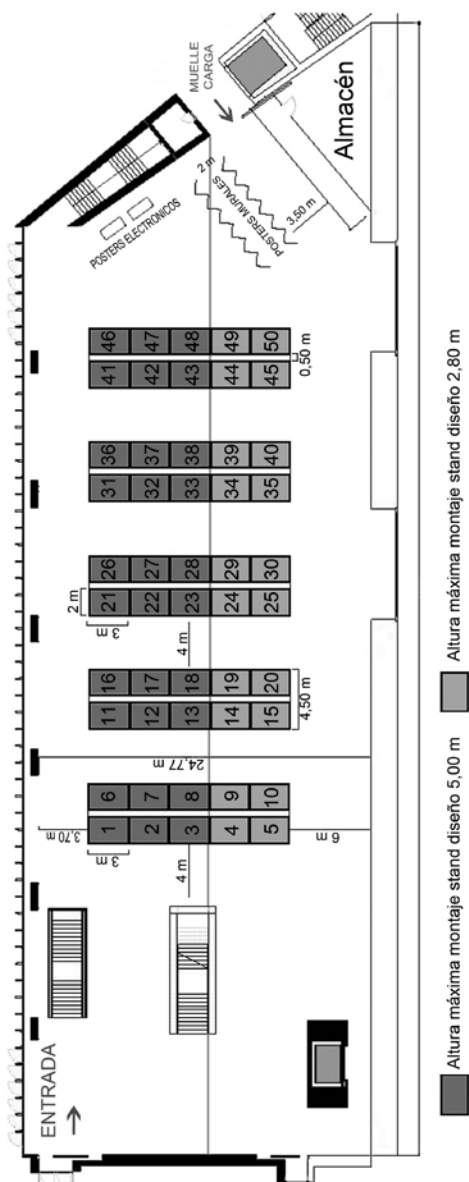 ENTRADA
MUELLE
CARGA
Almacén
POSTERS ELECTRONICOS
2 m
POSTERS MURALES
3,50 m
3,70 m
24,77 m
3 m
1 6
2 7
3 8
4 9
5 10
4 m
6 m
11 16
12 17
13 18
14 19
15 20
4,50 m
4 m
2 m
3 m
21 26
22 27
23 28
24 29
25 30
31 36
32 37
33 38
34 39
35 40
41 46
42 47
43 48
44 49
45 50
0,50 m
Altura máxima montaje stand diseño 5,00 m
Altura máxima montaje stand diseño 2,80 m